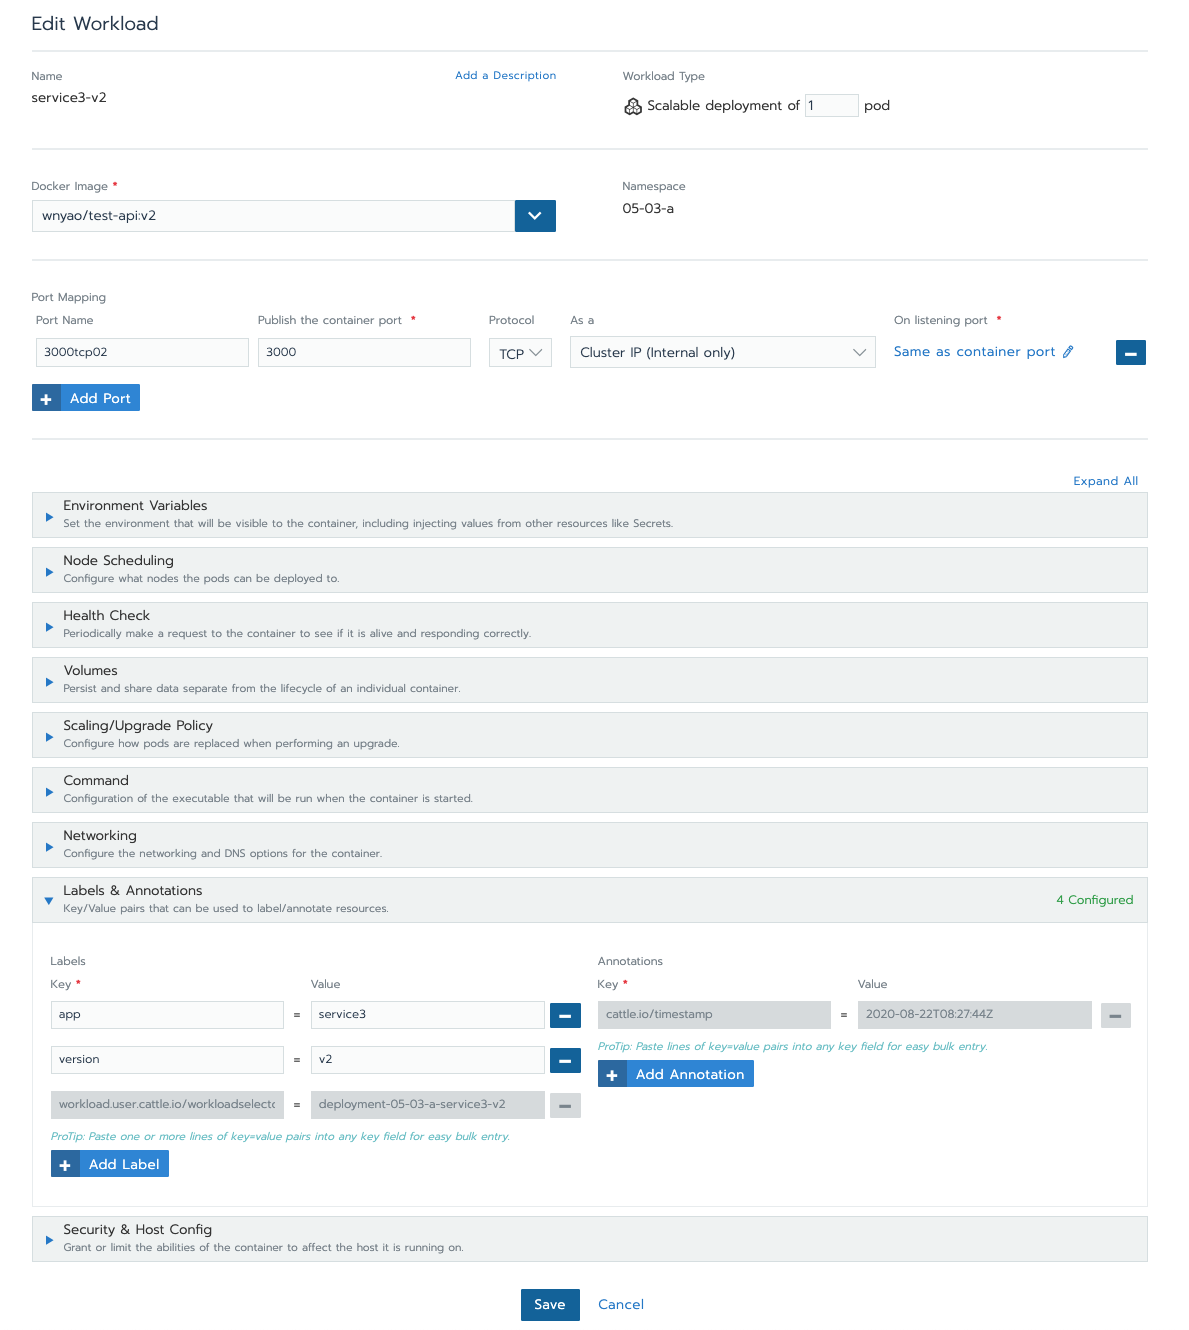 Edit Workload
Name
Add a Description
service3-v2
Workload Type
Scalable deployment of 1 pod
Docker Image *
wnyao/test-api:v2
Namespace
05-03-a
Port Mapping
Port Name
Publish the container port *
Protocol
As a
On listening port *
3000tcp02
3000
TCP
Cluster IP (Internal only)
Same as container port
+ Add Port
Expand All
Environment Variables
Set the environment that will be visible to the container, including injecting values from other resources like Secrets.
Node Scheduling
Configure what nodes the pods can be deployed to.
Health Check
Periodically make a request to the container to see if it is alive and responding correctly.
Volumes
Persist and share data separate from the lifecycle of an individual container.
Scaling/Upgrade Policy
Configure how pods are replaced when performing an upgrade.
Command
Configuration of the executable that will be run when the container is started.
Networking
Configure the networking and DNS options for the container.
Labels & Annotations
Key/Value pairs that can be used to label/annotate resources.
4 Configured
Labels
Key *
Value
app = service3
version = v2
= deployment-05-03-a-service3-v2
ProTip: Paste one or more lines of key=value pairs into any key field for easy bulk entry.
+ Add Label
Annotations
Key *
Value
cattle.io/timestamp = 2020-08-22T08:27:44Z
ProTip: Paste lines of key=value pairs into any key field for easy bulk entry.
+ Add Annotation
Security & Host Config
Grant or limit the abilities of the container to affect the host it is running on.
Save
Cancel